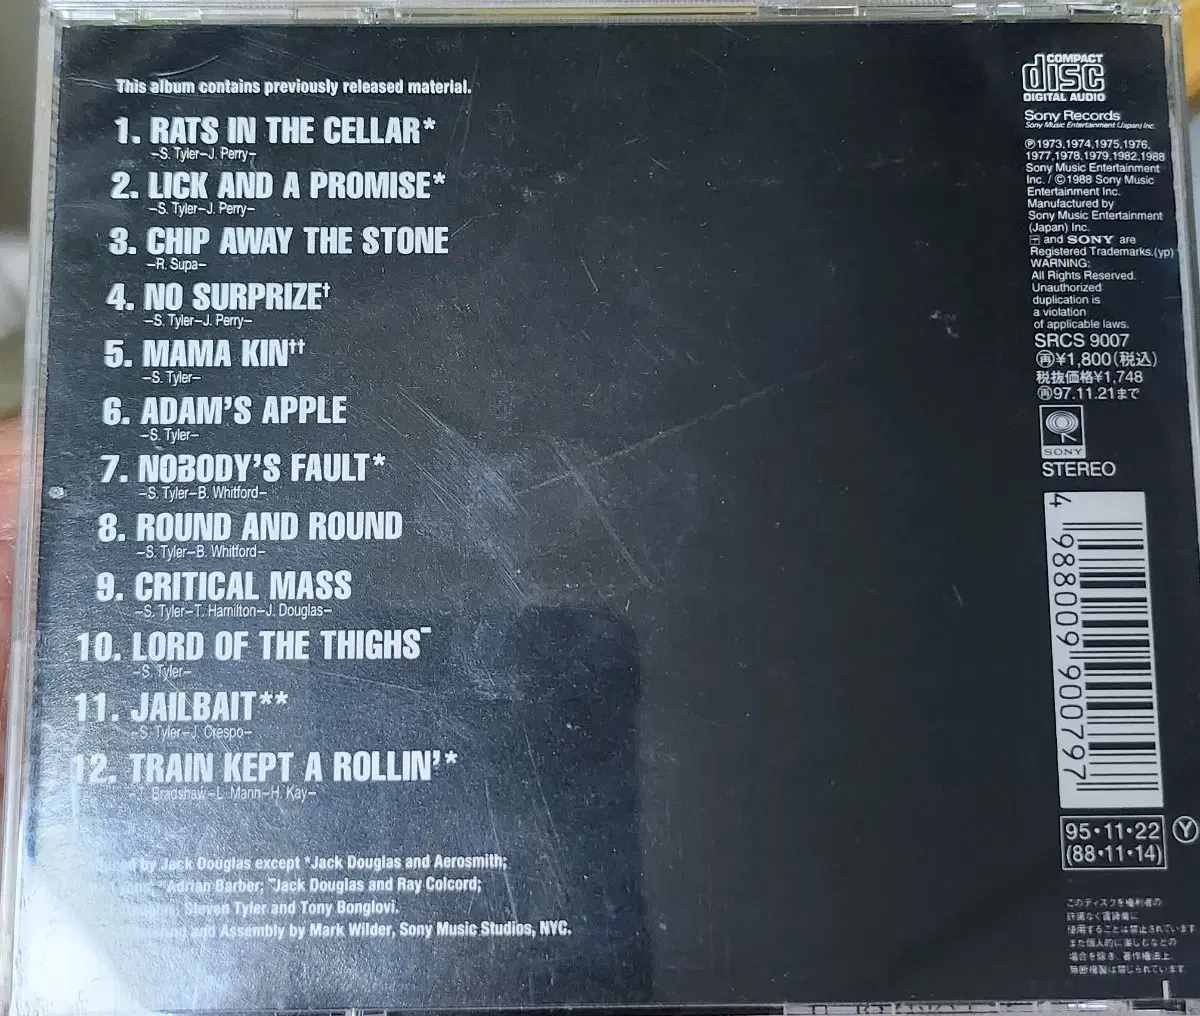 This album contains previously released material.
1. RATS IN THE CELLAR*
–S. Tyler–J. Perry–
2. LICK AND A PROMISE*
–S. Tyler–J. Perry–
3. CHIP AWAY THE STONE
–R. Supa–
4. NO SURPRIZE†
–S. Tyler–J. Perry–
5. MAMA KIN††
–S. Tyler–
6. ADAM'S APPLE
–S. Tyler–
7. NOBODY'S FAULT*
–S. Tyler–B. Whitford–
8. ROUND AND ROUND
–S. Tyler–B. Whitford–
9. CRITICAL MASS
–S. Tyler–T. Hamilton–J. Douglas–
10. LORD OF THE THIGHS~
–S. Tyler–
11. JAILBAIT**
–S. Tyler–J. Crespo–
12. TRAIN KEPT A ROLLIN'*
–T. Bradshaw–L. Mann–H. Kay–
by Jack Douglas except *Jack Douglas and Aerosmith;
Adrian Barber; ~Jack Douglas and Ray Colcord;
Steven Tyler and Tony Bonglovi.
and Assembly by Mark Wilder, Sony Music Studios, NYC.
COMPACT
disc
DIGITAL AUDIO
Sony Records
Sony Music Entertainment (Japan) Inc.
℗1973,1974,1975,1976,
1977,1978,1979,1982,1988
Sony Music Entertainment
Inc. / ©1988 Sony Music
Entertainment Inc.
Manufactured by
Sony Music Entertainment
(Japan) Inc.
and SONY are
Registered Trademarks.(yp)
WARNING:
All Rights Reserved.
Unauthorized
duplication is
a violation
of applicable laws.
SRCS 9007
㊢¥1,800(税込)
税抜価格¥1,748
97.11.21まで
SONY
STEREO
4 988009 900797
95・11・22
(88・11・14)
Ⓨ
このディスクを権利者の
許諾なく賃貸業に
使用することは禁止されています
また個人的に楽しむなどの
場合を除き、著作権法上、
無断複製は禁じられています